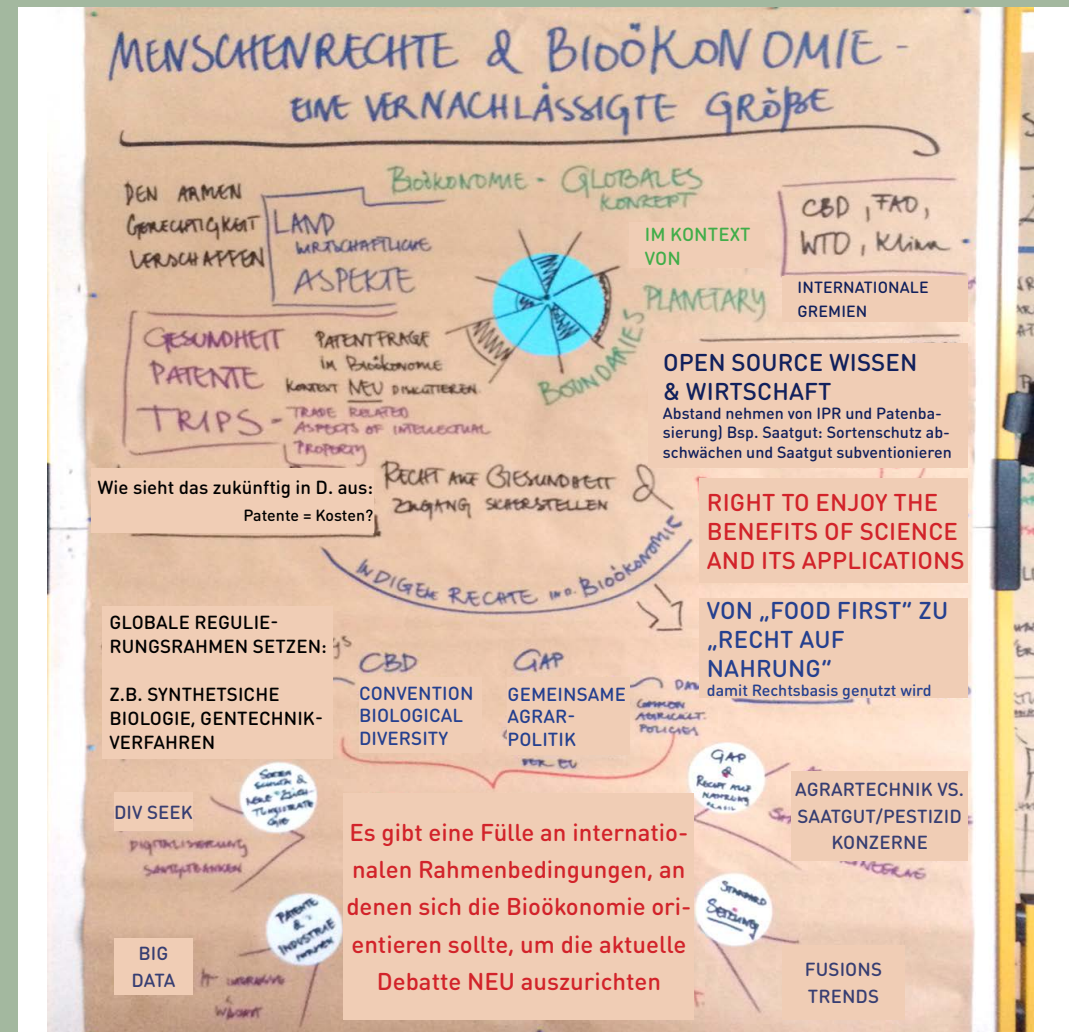 MENSCHENRECHTE & BIOÖKONOMIE -
EINE VERNACHLÄSSIGTE GRÖßE
DEN ARMEN
GERECHTIGKEIT
VERSCHAFFEN
LAND
WIRTSCHAFTLICHE
ASPEKTE
BIOÖKONOMIE - GLOBALES
KONZEPT
IM KONTEXT
VON
PLANETARY
BOUNDARIES
CBD, FAO,
WTO, Klima
INTERNATIONALE
GREMIEN
GESUNDHEIT
PATENTE
TRIPS - TRADE RELATED
ASPECTS OF INTELLECTUAL
PROPERTY
PATENTFRAGE
IM Bioökonomie
KONTEXT NEU DISKUTIEREN
OPEN SOURCE WISSEN
& WIRTSCHAFT
Abstand nehmen von IPR und Patenba-
sierung) Bsp. Saatgut: Sortenschutz ab-
schwächen und Saatgut subventionieren
Wie sieht das zukünftig in D. aus:
Patente = Kosten?
RECHT AUF GESUNDHEIT &
ZUGANG SICHERSTELLEN
RIGHT TO ENJOY THE
BENEFITS OF SCIENCE
AND ITS APPLICATIONS
INDIGENE RECHTE IN D. BIOÖKONOMIE
VON „FOOD FIRST" ZU
„RECHT AUF
NAHRUNG"
damit Rechtsbasis genutzt wird
GLOBALE REGULIE-
RUNGSRAHMEN SETZEN:
Z.B. SYNTHETSICHE
BIOLOGIE, GENTECHNIK-
VERFAHREN
CBD
CONVENTION
BIOLOGICAL
DIVERSITY
GAP
GEMEINSAME
AGRAR-
POLITIK
DER EU
COMMON
AGRICULT.
POLICIES
DIV SEEK
DIGITALISIERUNG
SAATGUTBANKEN
GAP
&
RECHT AUF
NAHRUNG
AGRARTECHNIK VS.
SAATGUT/PESTIZID
KONZERNE
Es gibt eine Fülle an internatio-
nalen Rahmenbedingungen, an
denen sich die Bioökonomie ori-
entieren sollte, um die aktuelle
Debatte NEU auszurichten
PATENTE
&
INDUSTRIE
NORMEN
BIG
DATA
STANDARD
SETZUNG
FUSIONS
TRENDS